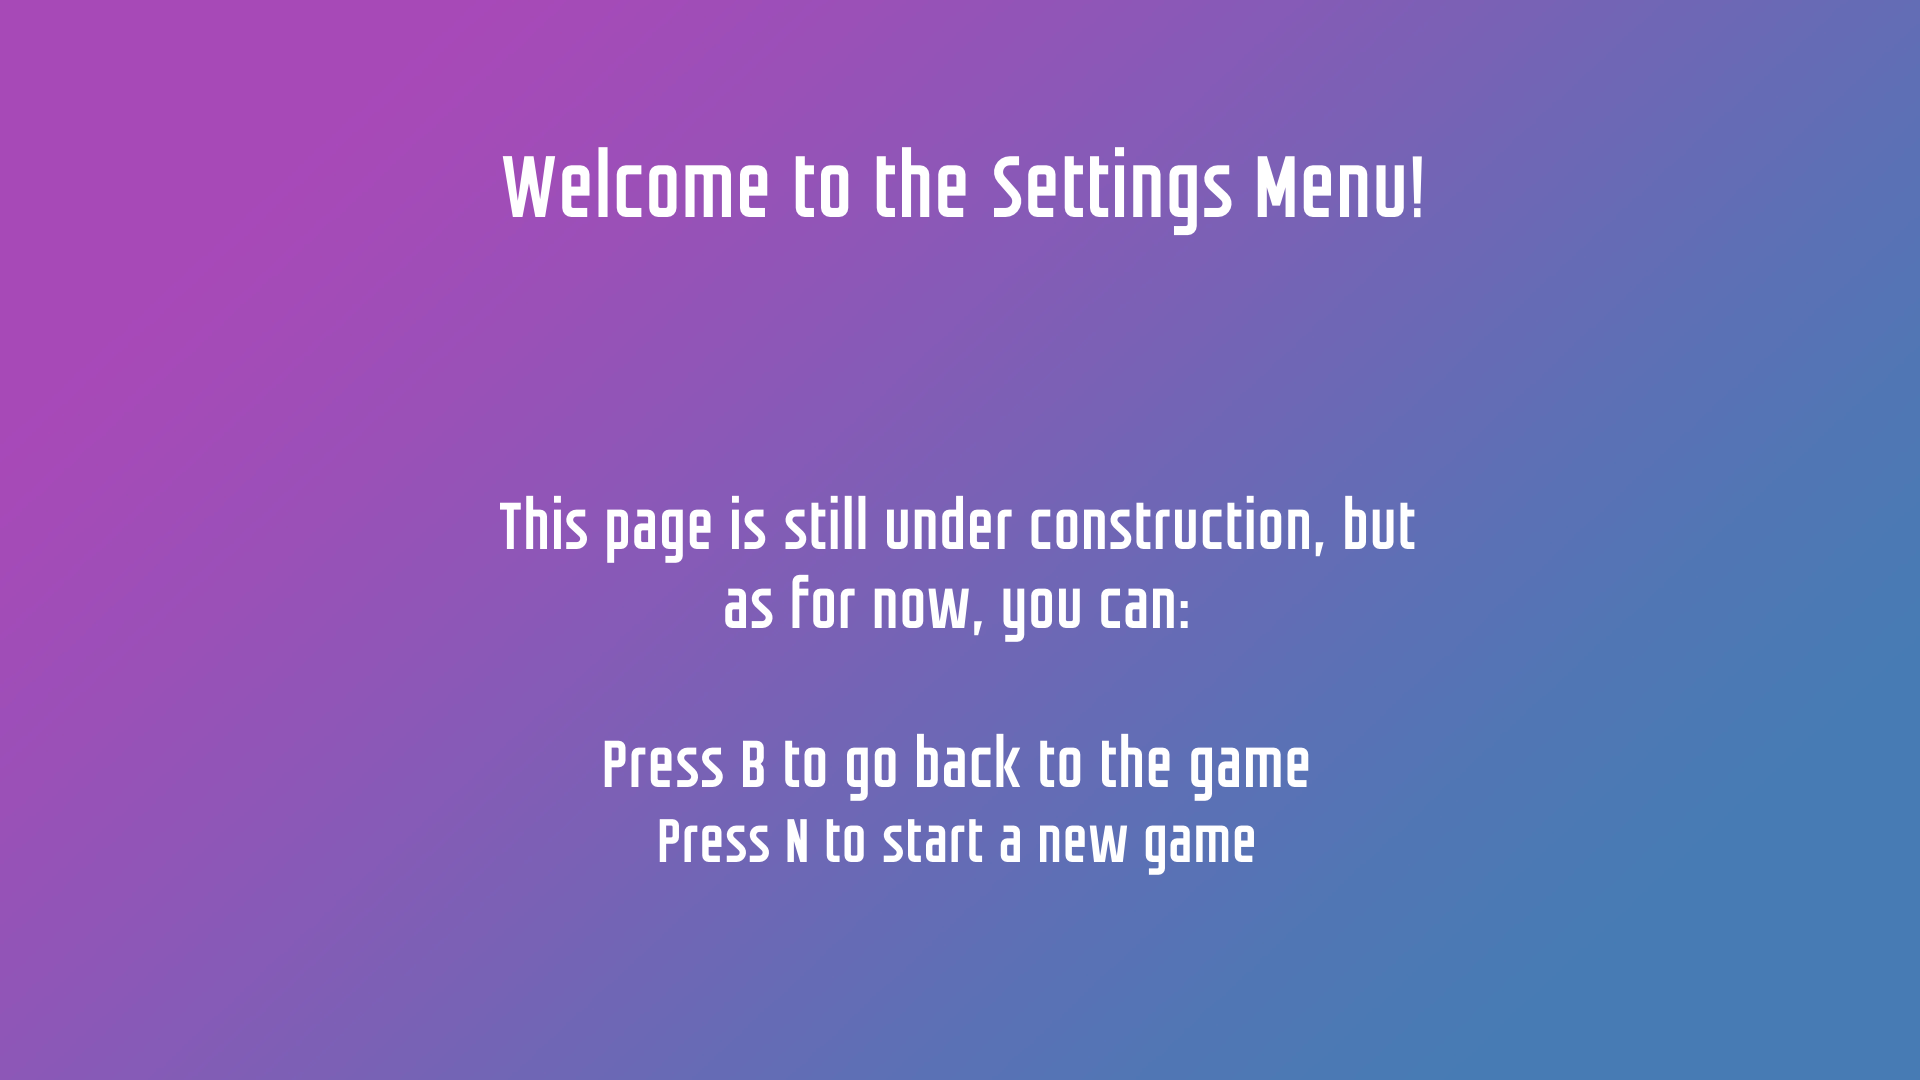 Welcome to the Settings Menu!
This page is still under construction, but
as for now, you can:
Press B to go back to the game
Press N to start a new game